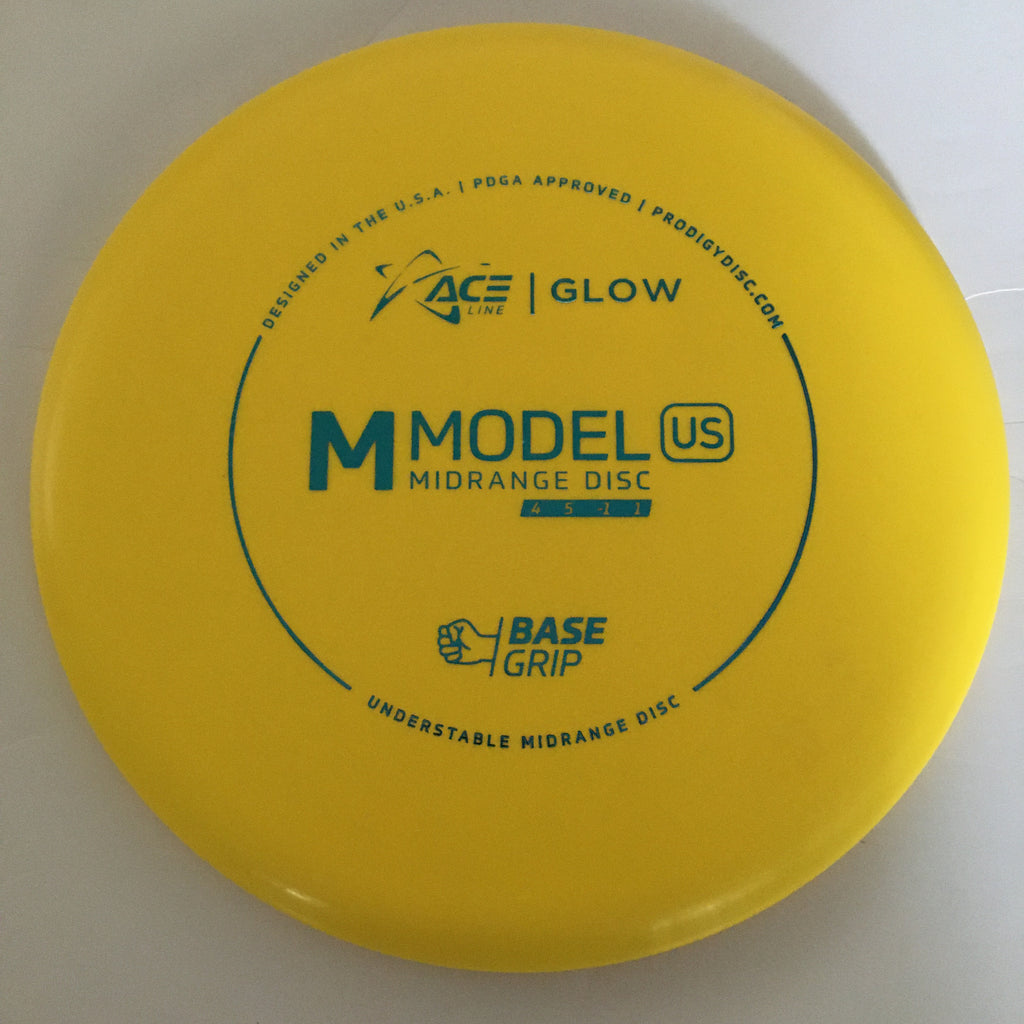 DESIGNED IN THE U.S.A. | PDGA APPROVED | PRODIGYDISC.COM
ACE | GLOW
LINE
M MODEL US
MIDRANGE DISC
4 5 -1 1
BASE
GRIP
UNDERSTABLE MIDRANGE DISC